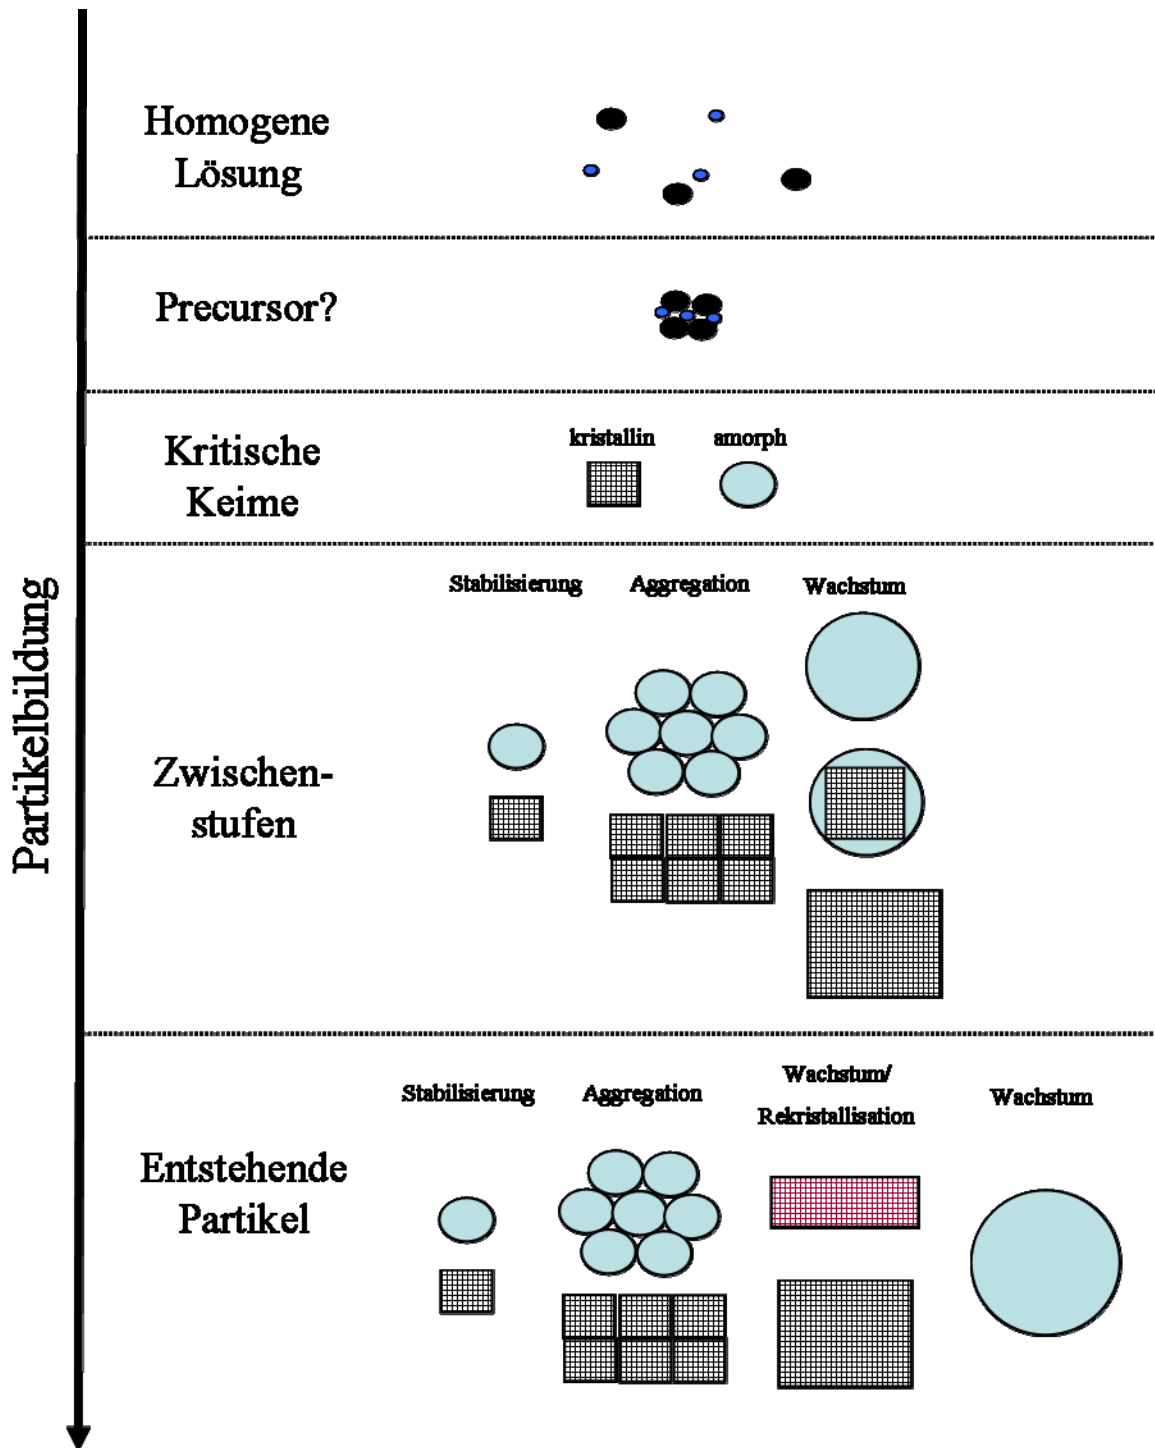 Partikelbildung
Homogene
Lösung
Precursor?
Kritische
Keime
kristallin
amorph
Zwischen-
stufen
Stabilisierung
Aggregation
Wachstum
Entstehende
Partikel
Stabilisierung
Aggregation
Wachstum/
Rekristallisation
Wachstum